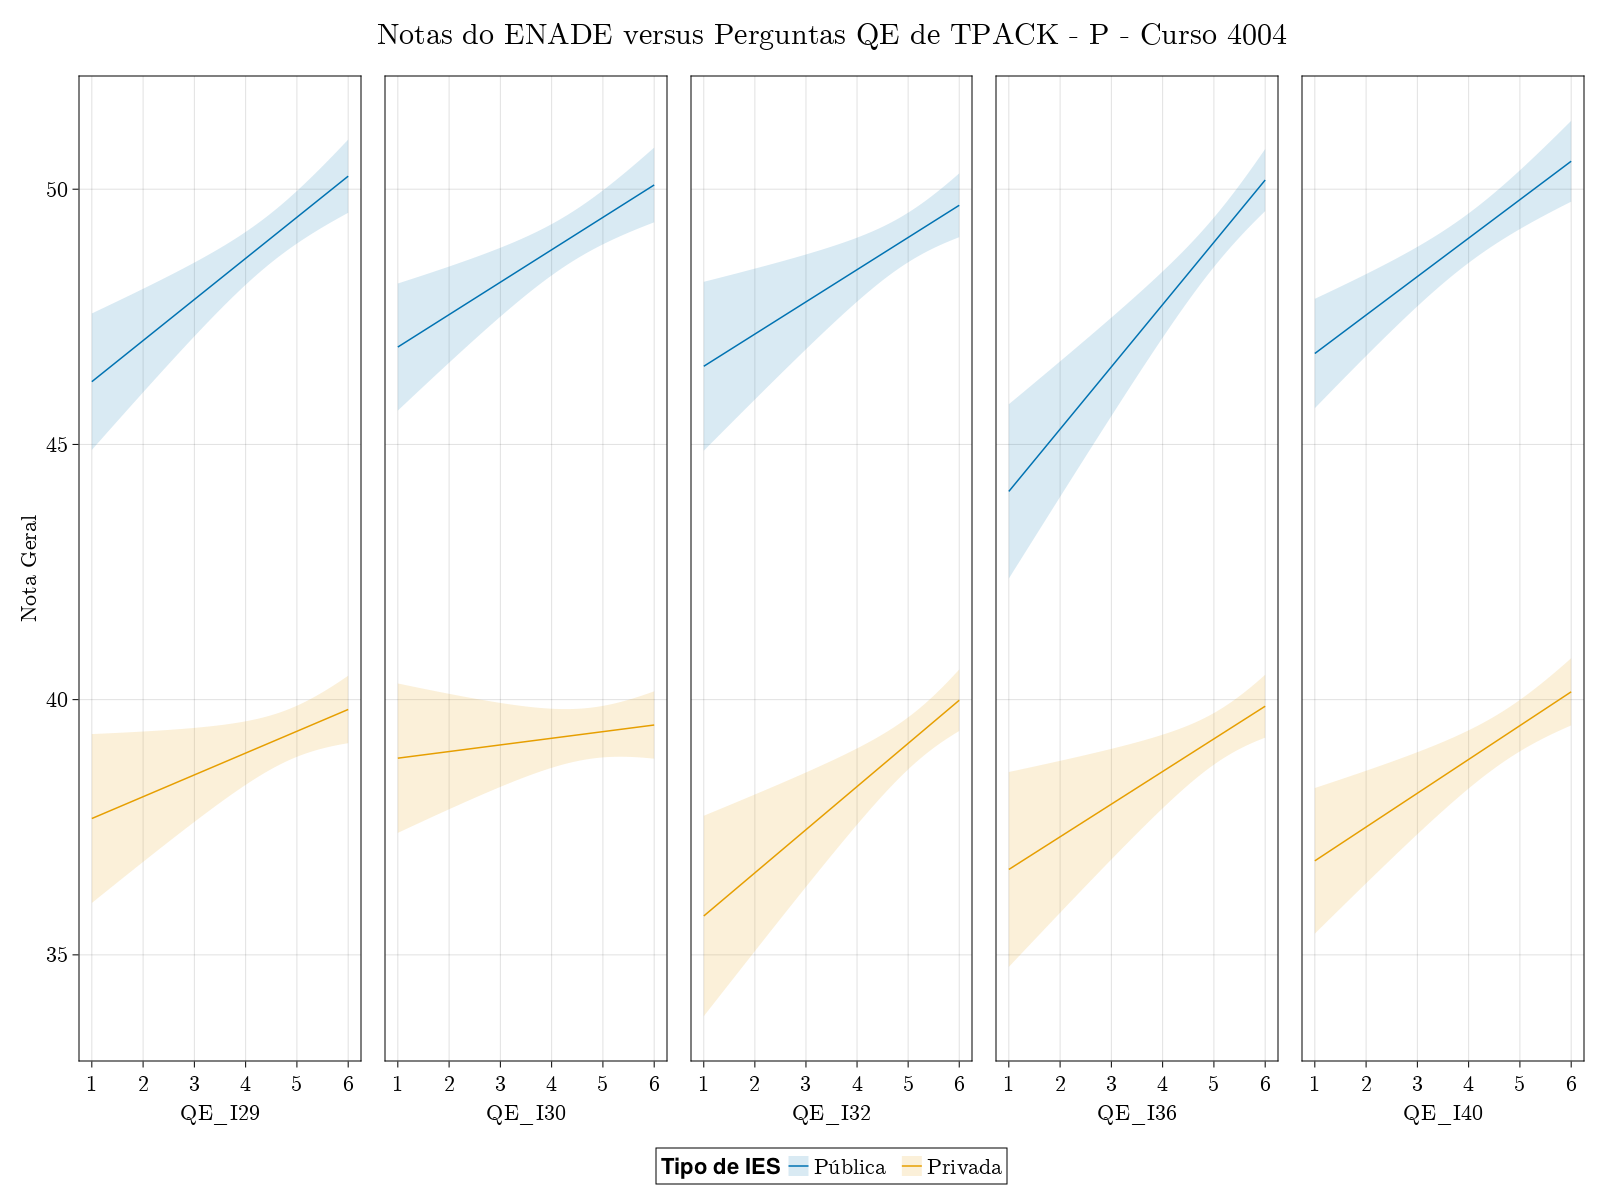 Notas do ENADE versus Perguntas QE de TPACK - P - Curso 4004
Nota Geral
50
45
40
35
1 2 3 4 5 6
QE_I29
1 2 3 4 5 6
QE_I30
1 2 3 4 5 6
QE_I32
1 2 3 4 5 6
QE_I36
1 2 3 4 5 6
QE_I40
Tipo de IES Pública Privada